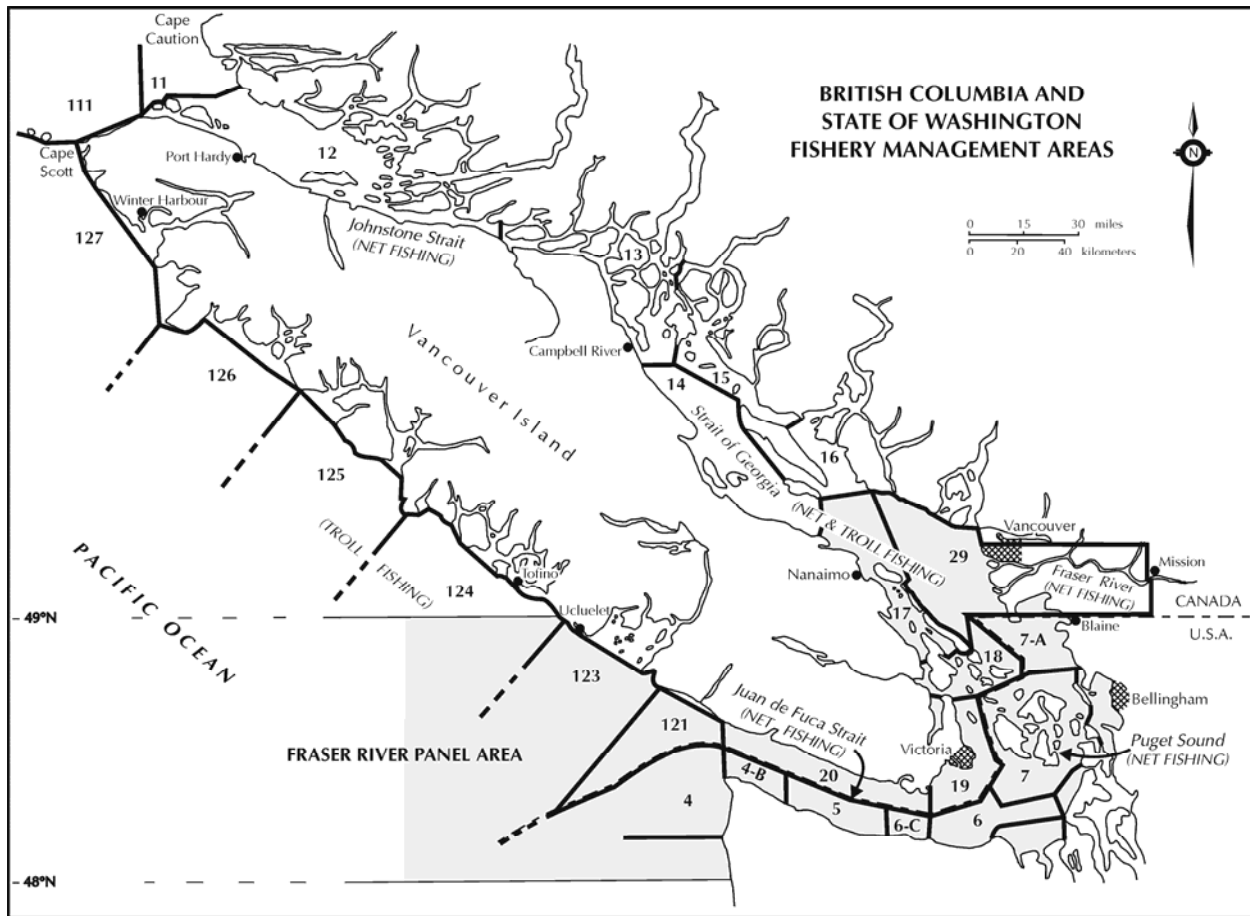 BRITISH COLUMBIA AND
STATE OF WASHINGTON
FISHERY MANAGEMENT AREAS
N
0 15 30 miles
0 20 40 kilometers
Cape
Caution
11
111
Cape
Scott
Port Hardy
12
Winter Harbour
127
Johnstone Strait
(NET FISHING)
13
Campbell River
Vancouver Island
126
14
15
Strait of Georgia
(NET & TROLL FISHING)
16
125
(TROLL
FISHING)
PACIFIC OCEAN
124
Tofino
Ucluelet
29
Vancouver
Mission
Fraser River
(NET FISHING)
Nanaimo
17
CANADA
U.S.A.
49°N
Blaine
7-A
18
123
Bellingham
Juan de Fuca Strait
(NET FISHING)
121
FRASER RIVER PANEL AREA
Victoria
Puget Sound
(NET FISHING)
20
19
7
4-B
4
5
6-C
6
48°N